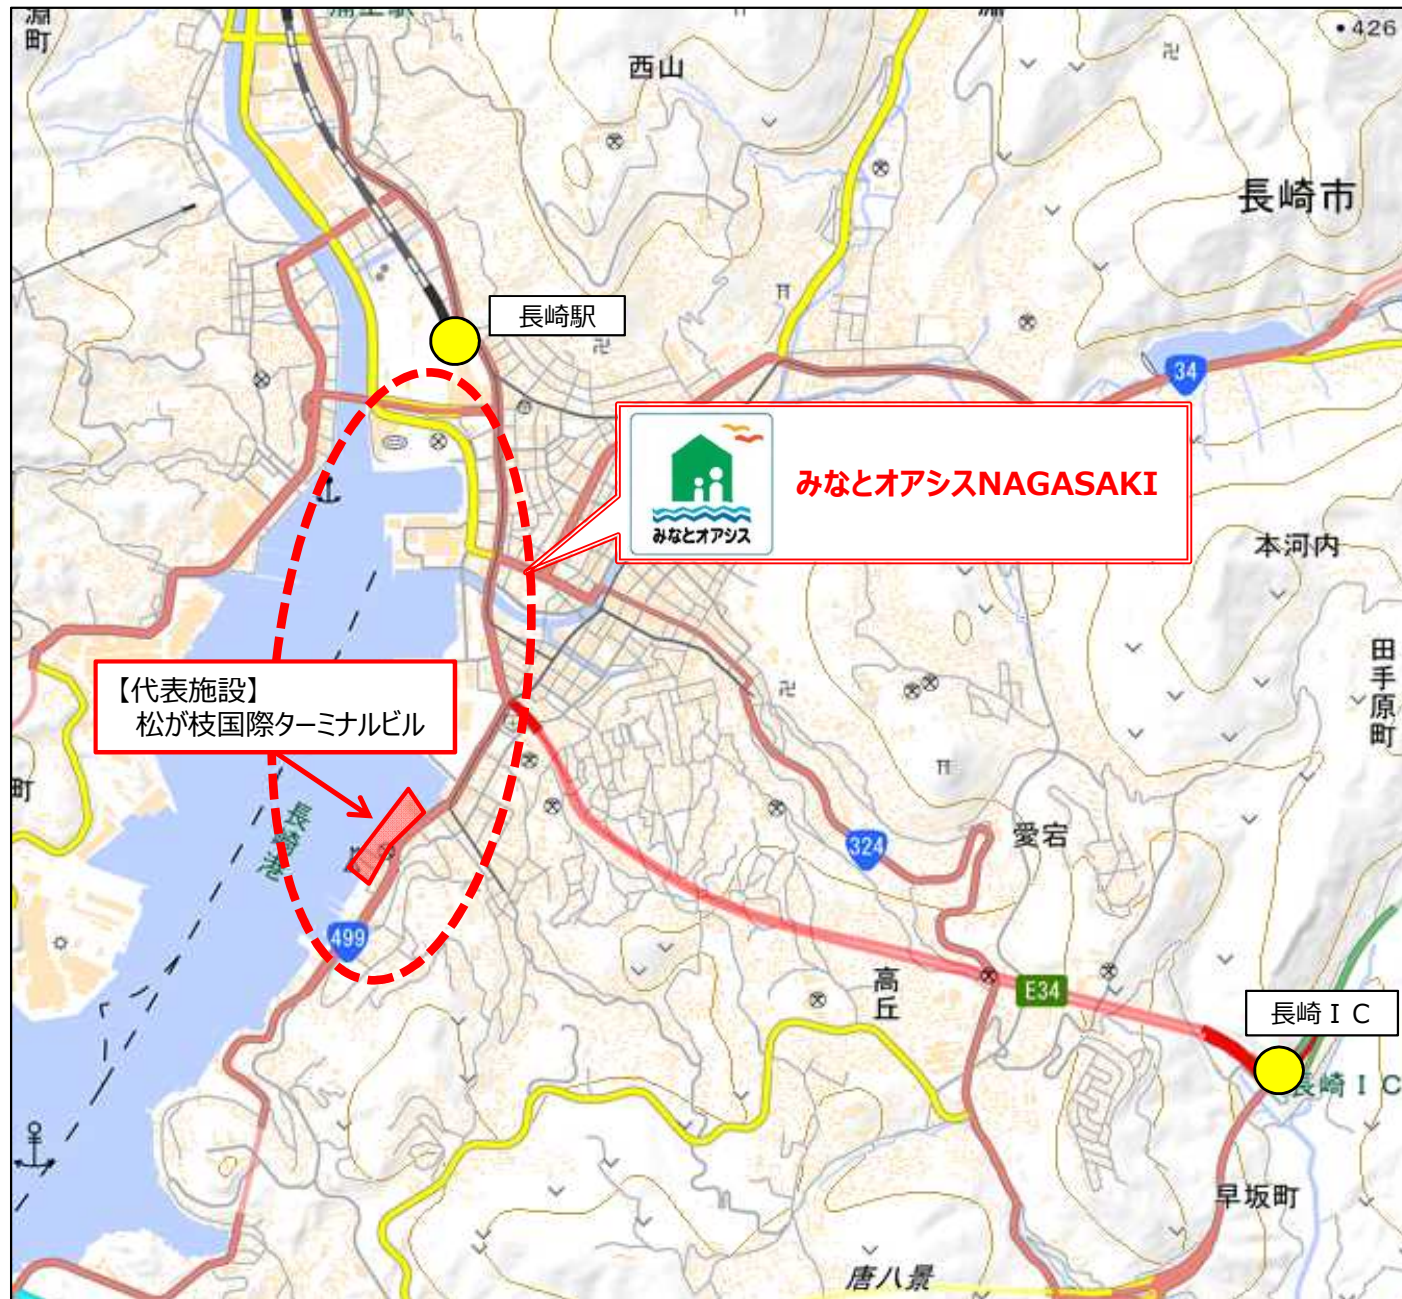 町
426
西山
長崎市
長崎駅
34
みなとオアシス
みなとオアシスNAGASAKI
本河内
田手原町
【代表施設】
松が枝国際ターミナルビル
町
長崎港
324
愛宕
499
高丘
E34
長崎ＩＣ
長崎ＩＣ
早坂町
唐八景